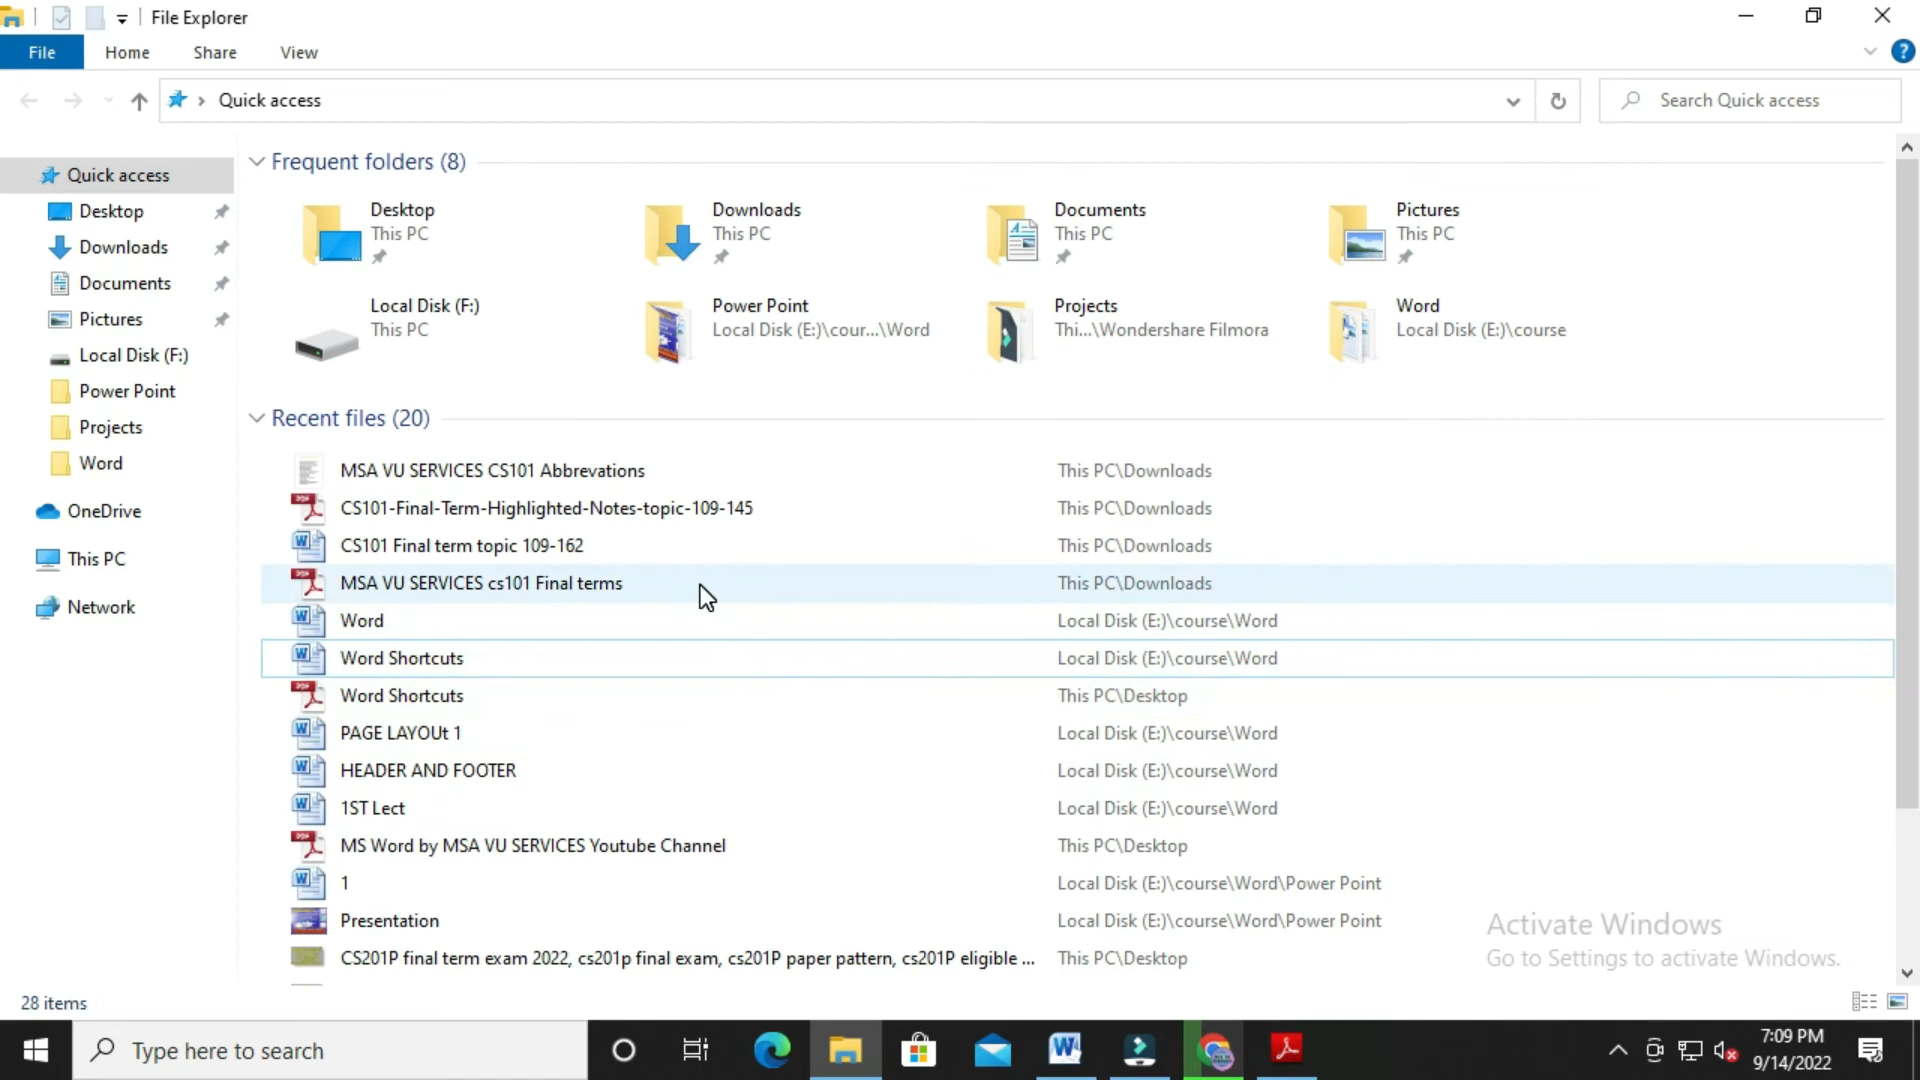 File Explorer
File Home Share View
Quick access
Search Quick access
Quick access
Desktop
Downloads
Documents
Pictures
Local Disk (F:)
Power Point
Projects
Word
OneDrive
This PC
Network
Frequent folders (8)
Desktop
This PC
Downloads
This PC
Documents
This PC
Pictures
This PC
Local Disk (F:)
This PC
Power Point
Local Disk (E:)\cour...\Word
Projects
Thi...\Wondershare Filmora
Word
Local Disk (E:)\course
Recent files (20)
MSA VU SERVICES CS101 Abbrevations This PC\Downloads
CS101-Final-Term-Highlighted-Notes-topic-109-145 This PC\Downloads
CS101 Final term topic 109-162 This PC\Downloads
MSA VU SERVICES cs101 Final terms This PC\Downloads
Word Local Disk (E:)\course\Word
Word Shortcuts Local Disk (E:)\course\Word
Word Shortcuts This PC\Desktop
PAGE LAYOUt 1 Local Disk (E:)\course\Word
HEADER AND FOOTER Local Disk (E:)\course\Word
1ST Lect Local Disk (E:)\course\Word
MS Word by MSA VU SERVICES Youtube Channel This PC\Desktop
1 Local Disk (E:)\course\Word\Power Point
Presentation Local Disk (E:)\course\Word\Power Point
CS201P final term exam 2022, cs201p final exam, cs201P paper pattern, cs201P eligible ... This PC\Desktop
Activate Windows
Go to Settings to activate Windows.
28 items
Type here to search
7:09 PM
9/14/2022